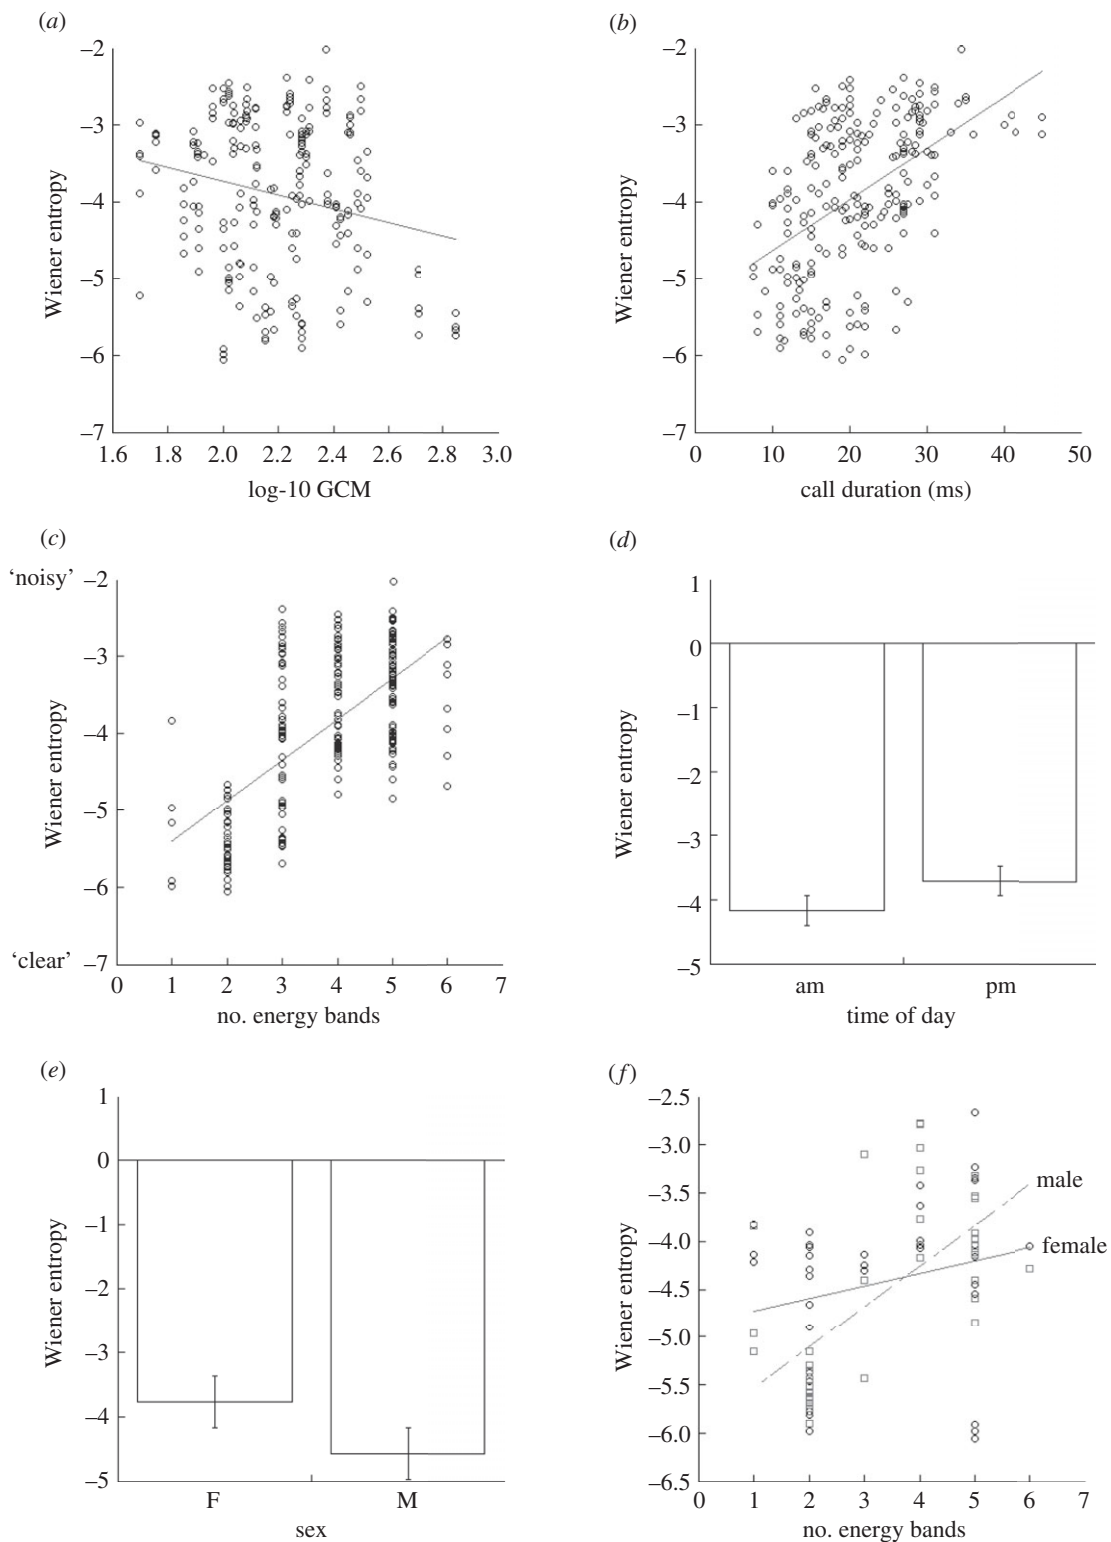 (a)
−2
−3
−4
−5
−6
−7
Wiener entropy
1.6 1.8 2.0 2.2 2.4 2.6 2.8 3.0
log-10 GCM
(b)
−2
−3
−4
−5
−6
−7
Wiener entropy
0 10 20 30 40 50
call duration (ms)
(c)
‘noisy’
−2
−3
−4
−5
−6
‘clear’
−7
Wiener entropy
0 1 2 3 4 5 6 7
no. energy bands
(d)
1
0
−1
−2
−3
−4
−5
Wiener entropy
am pm
time of day
(e)
1
0
−1
−2
−3
−4
−5
Wiener entropy
F M
sex
(f)
−2.5
−3.0
−3.5
−4.0
−4.5
−5.0
−5.5
−6.0
−6.5
Wiener entropy
male
female
0 1 2 3 4 5 6 7
no. energy bands